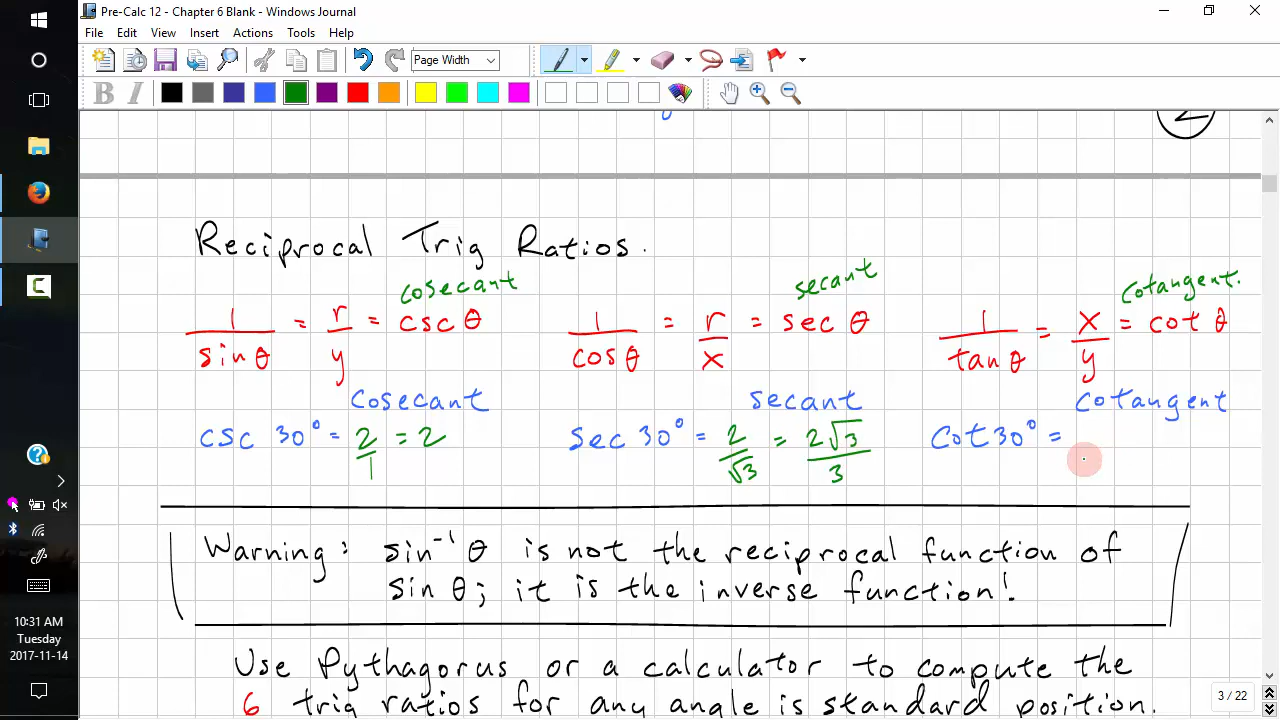 Pre-Calc 12 - Chapter 6 Blank - Windows Journal
File Edit View Insert Actions Tools Help
Page Width
B I
2
Reciprocal Trig Ratios.
cosecant secant cotangent.
1/sinθ = r/y = csc θ 1/cosθ = r/x = sec θ 1/tanθ = x/y = cot θ
Cosecant secant cotangent
csc 30° = 2/1 = 2 sec 30° = 2/√3 = 2√3/3 Cot 30° =
Warning: sin⁻¹ θ is not the reciprocal function of
sin θ; it is the inverse function!
Use Pythagorus or a calculator to compute the
6 trig ratios for any angle is standard position.
10:31 AM
Tuesday
2017-11-14
3 / 22